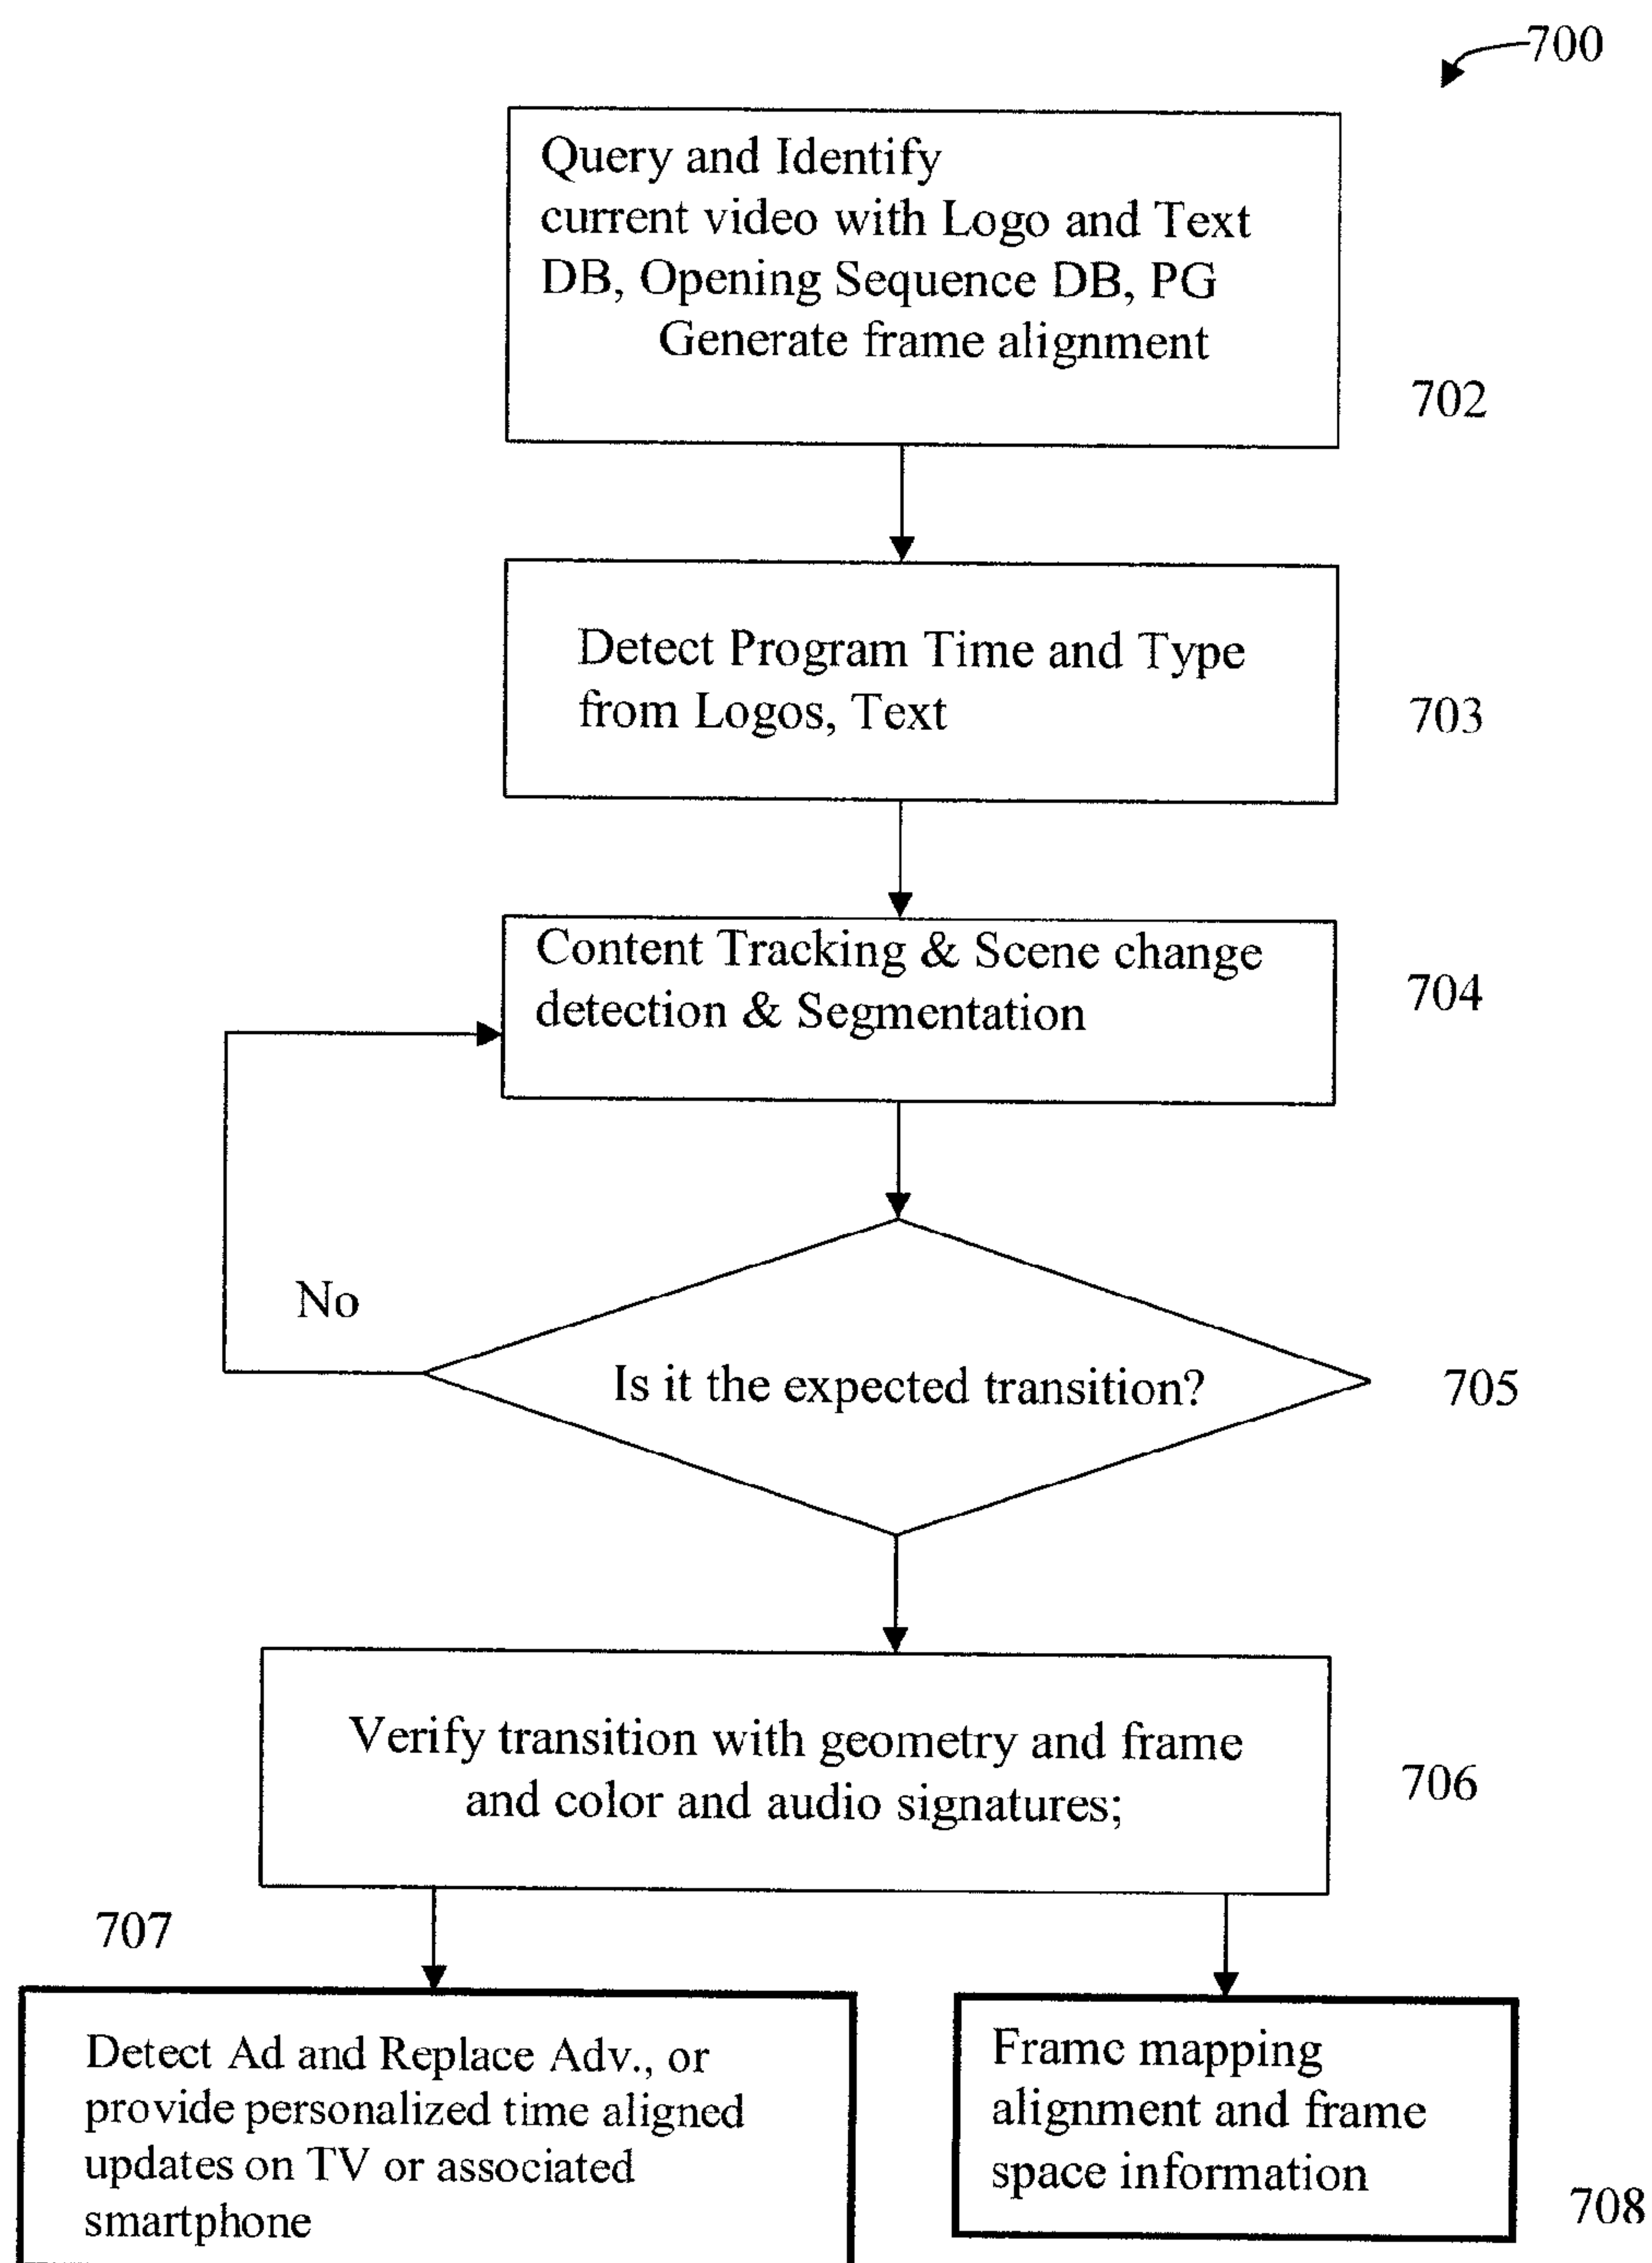 700
Query and Identify
current video with Logo and Text
DB, Opening Sequence DB, PG
Generate frame alignment
702
Detect Program Time and Type
from Logos, Text
703
Content Tracking & Scene change
detection & Segmentation
704
No
Is it the expected transition?
705
Verify transition with geometry and frame
and color and audio signatures;
706
707
Detect Ad and Replace Adv., or
provide personalized time aligned
updates on TV or associated
smartphone
Frame mapping
alignment and frame
space information
708